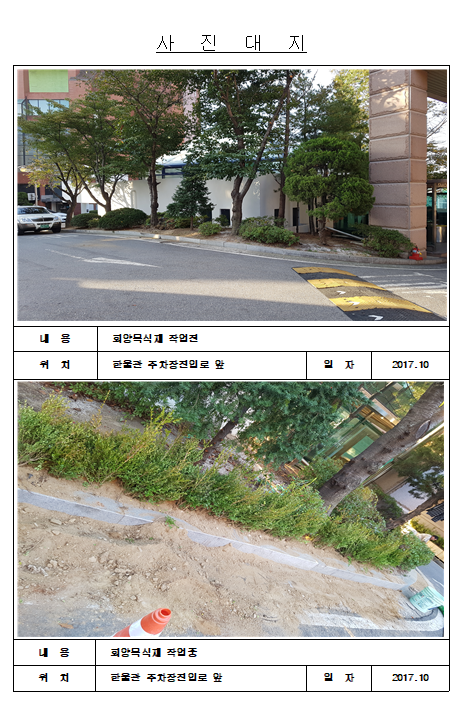 사 진 대 지
내 용 회양목식재 작업전
위 치 한울관 주차장진입로 앞 일 자 2017.10
내 용 회양목식재 작업중
위 치 한울관 주차장진입로 앞 일 자 2017.10